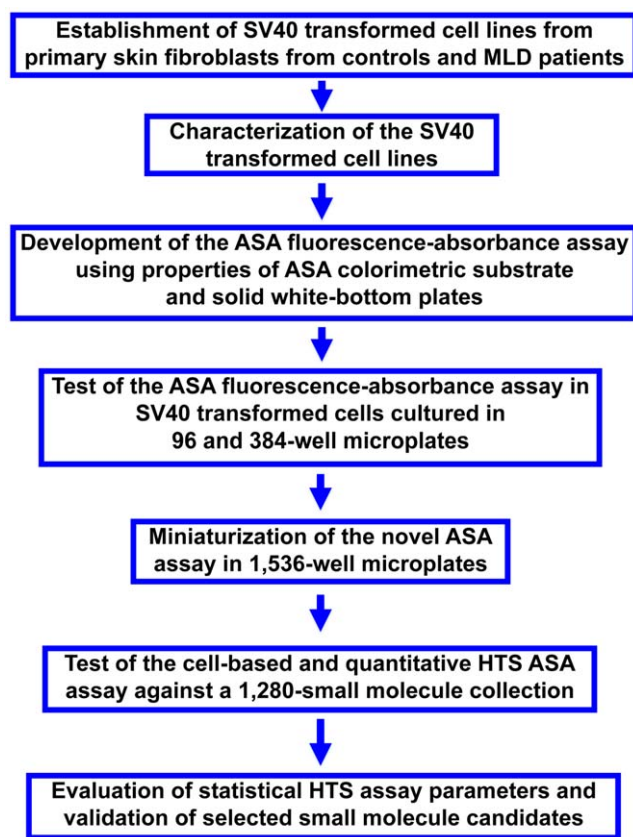 Establishment of SV40 transformed cell lines from
primary skin fibroblasts from controls and MLD patients
Characterization of the SV40
transformed cell lines
Development of the ASA fluorescence-absorbance assay
using properties of ASA colorimetric substrate
and solid white-bottom plates
Test of the ASA fluorescence-absorbance assay in
SV40 transformed cells cultured in
96 and 384-well microplates
Miniaturization of the novel ASA
assay in 1,536-well microplates
Test of the cell-based and quantitative HTS ASA
assay against a 1,280-small molecule collection
Evaluation of statistical HTS assay parameters and
validation of selected small molecule candidates